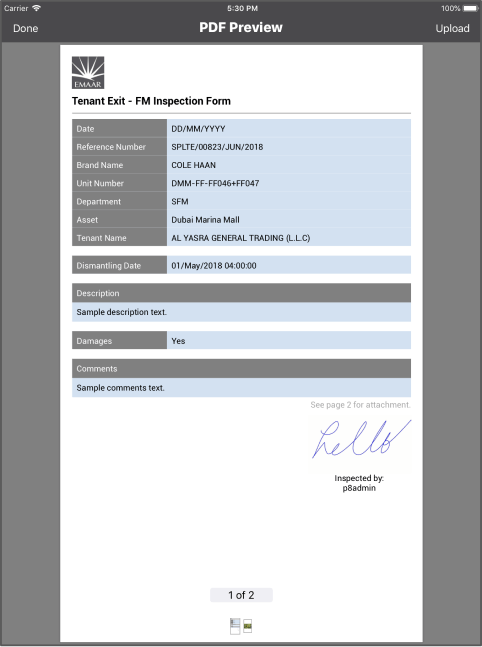 Carrier 5:30 PM 100%
Done PDF Preview Upload
EMAAR
Tenant Exit - FM Inspection Form
Date DD/MM/YYYY
Reference Number SPLTE/00823/JUN/2018
Brand Name COLE HAAN
Unit Number DMM-FF-FF046+FF047
Department SFM
Asset Dubai Marina Mall
Tenant Name AL YASRA GENERAL TRADING (L.L.C)
Dismantling Date 01/May/2018 04:00:00
Description
Sample description text.
Damages Yes
Comments
Sample comments text.
See page 2 for attachment.
hello
Inspected by:
p8admin
1 of 2